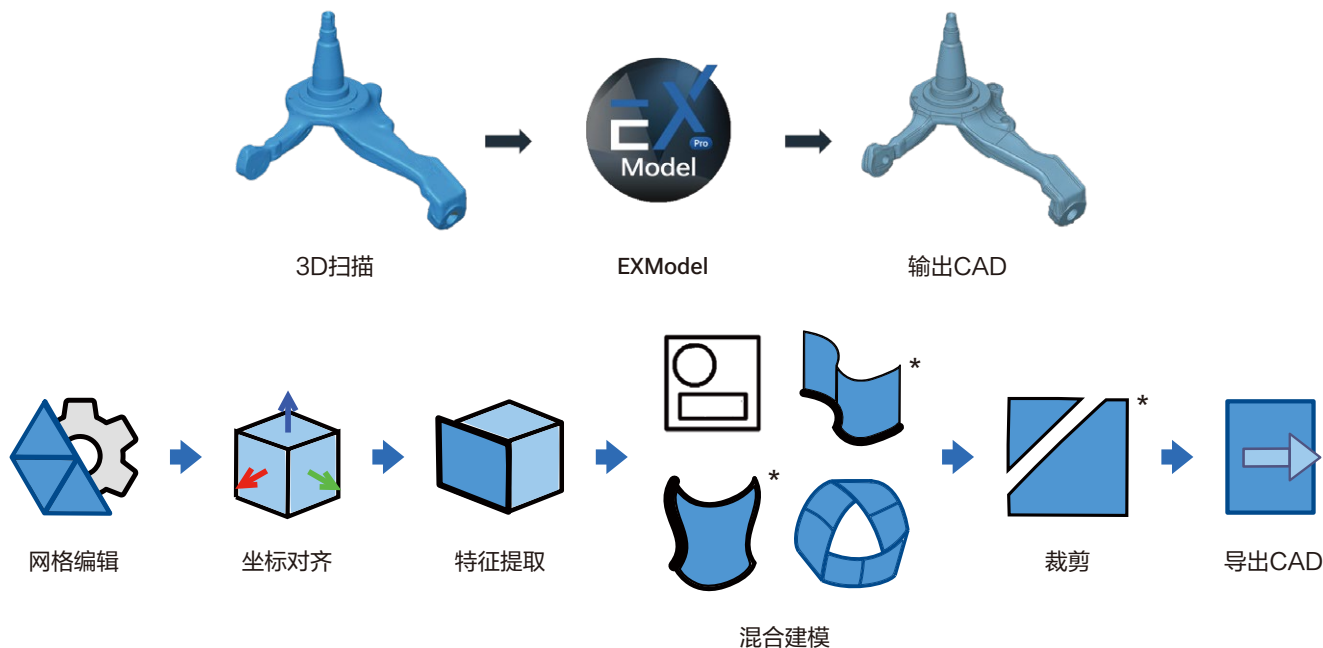 EX
Pro
Model
3D扫描
EXModel
输出CAD
*
*
*
网格编辑
坐标对齐
特征提取
裁剪
导出CAD
混合建模